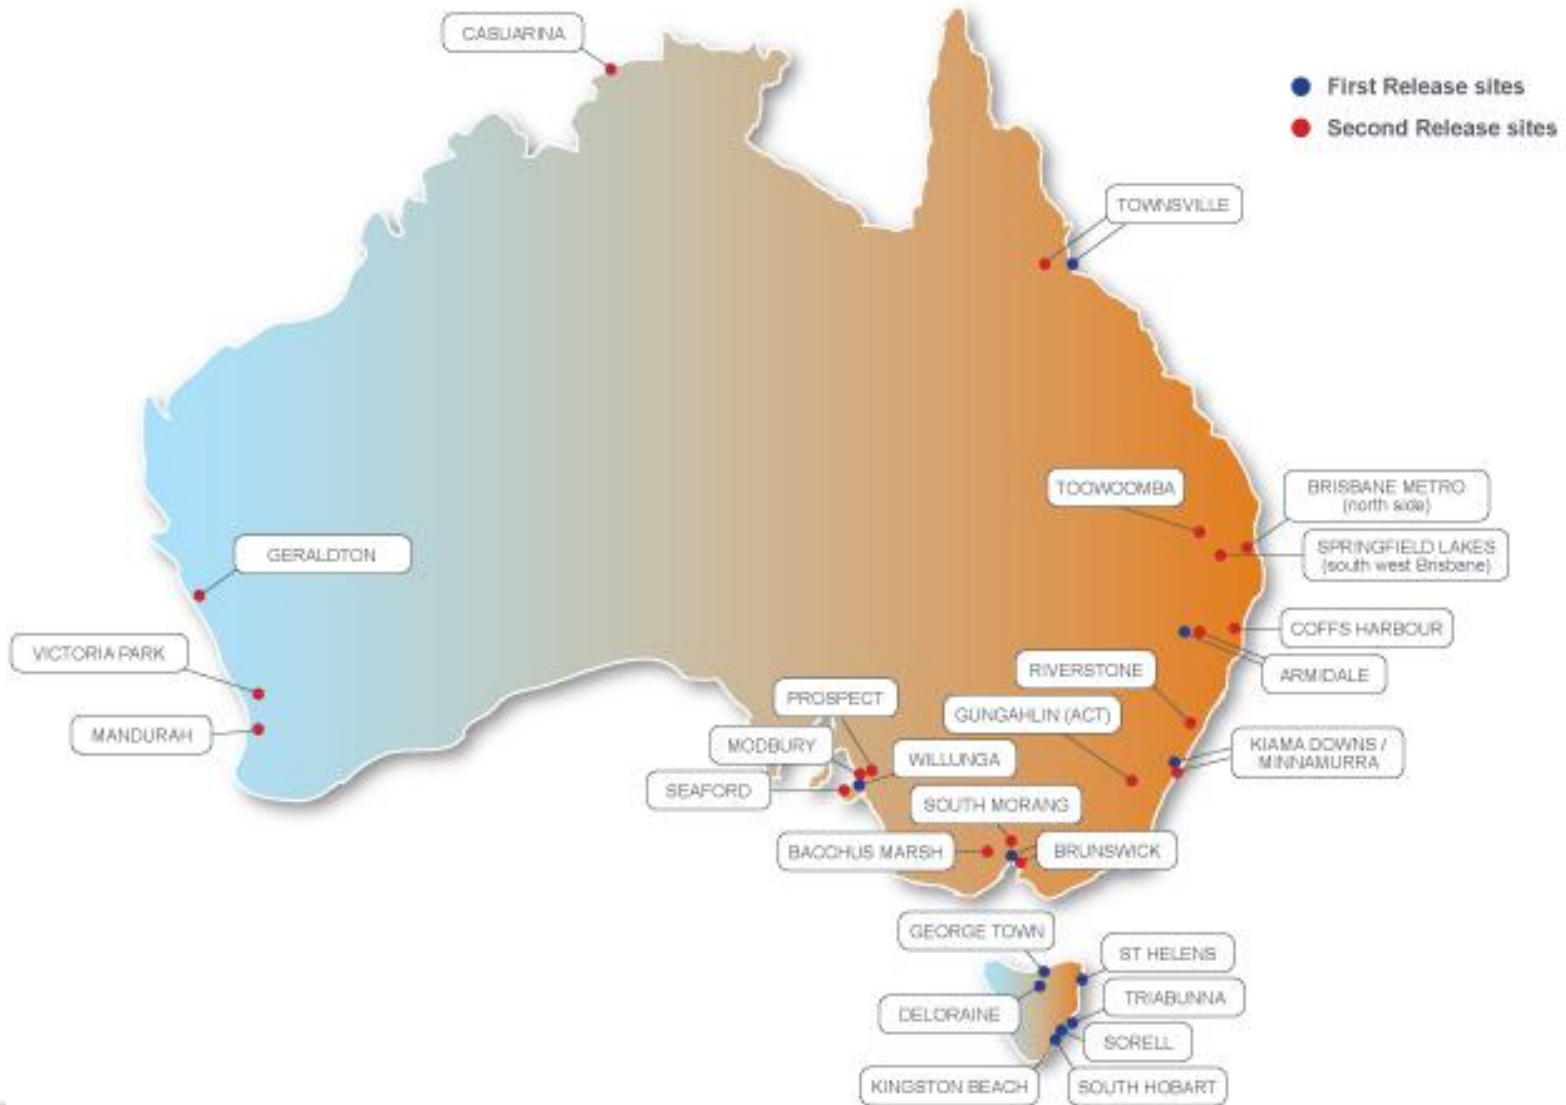 CASUARINA
First Release sites
Second Release sites
TOWNSVILLE
TOOWOOMBA
BRISBANE METRO
(north side)
SPRINGFIELD LAKES
(south west Brisbane)
GERALDTON
COFFS HARBOUR
VICTORIA PARK
RIVERSTONE
ARMIDALE
PROSPECT
GUNGAHLIN (ACT)
MANDURAH
MODBURY
WILLUNGA
KIAMA DOWNS /
MINNAMURRA
SEAFORD
SOUTH MORANG
BACCHUS MARSH
BRUNSWICK
GEORGE TOWN
ST HELENS
DELORAINE
TRIABUNNA
SORELL
KINGSTON BEACH
SOUTH HOBART